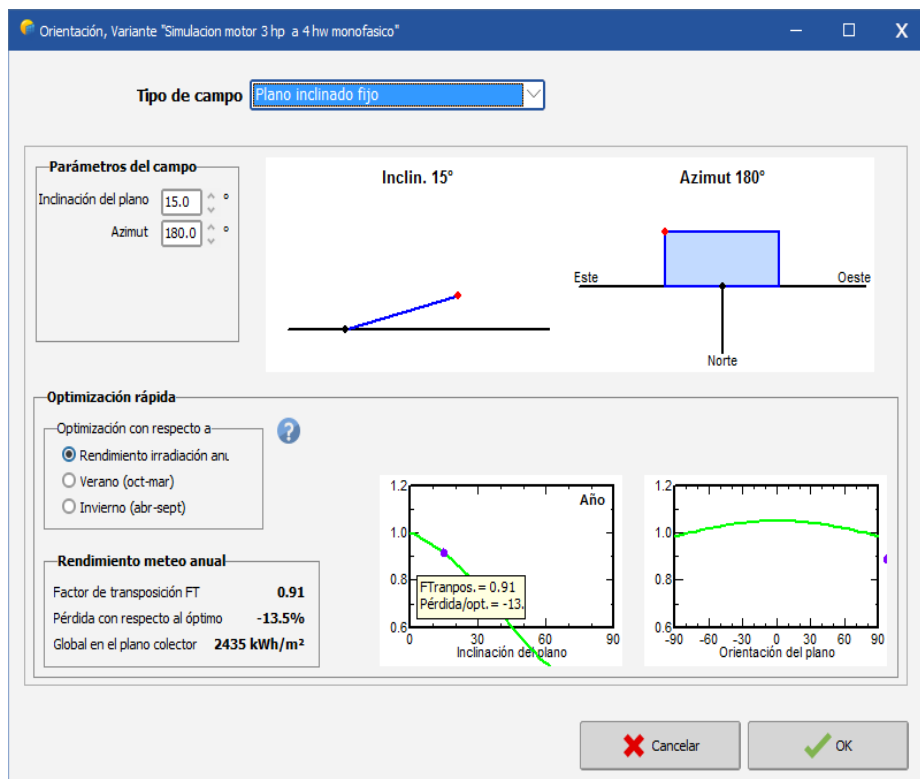 Orientación, Variante "Simulacion motor 3 hp a 4 hw monofasico"
Tipo de campo Plano inclinado fijo
Parámetros del campo
Inclinación del plano 15.0 °
Azimut 180.0 °
Inclin. 15°
Azimut 180°
Este
Oeste
Norte
Optimización rápida
Optimización con respecto a
Rendimiento irradiación anu
Verano (oct-mar)
Invierno (abr-sept)
?
Rendimiento meteo anual
Factor de transposición FT 0.91
Pérdida con respecto al óptimo -13.5%
Global en el plano colector 2435 kWh/m²
Año
1.2
1.0
0.8
0.6
FTranpos. = 0.91
Pérdida/opt. = -13.
0 30 60 90
Inclinación del plano
1.2
1.0
0.8
0.6
-90 -60 -30 0 30 60 90
Orientación del plano
Cancelar
OK